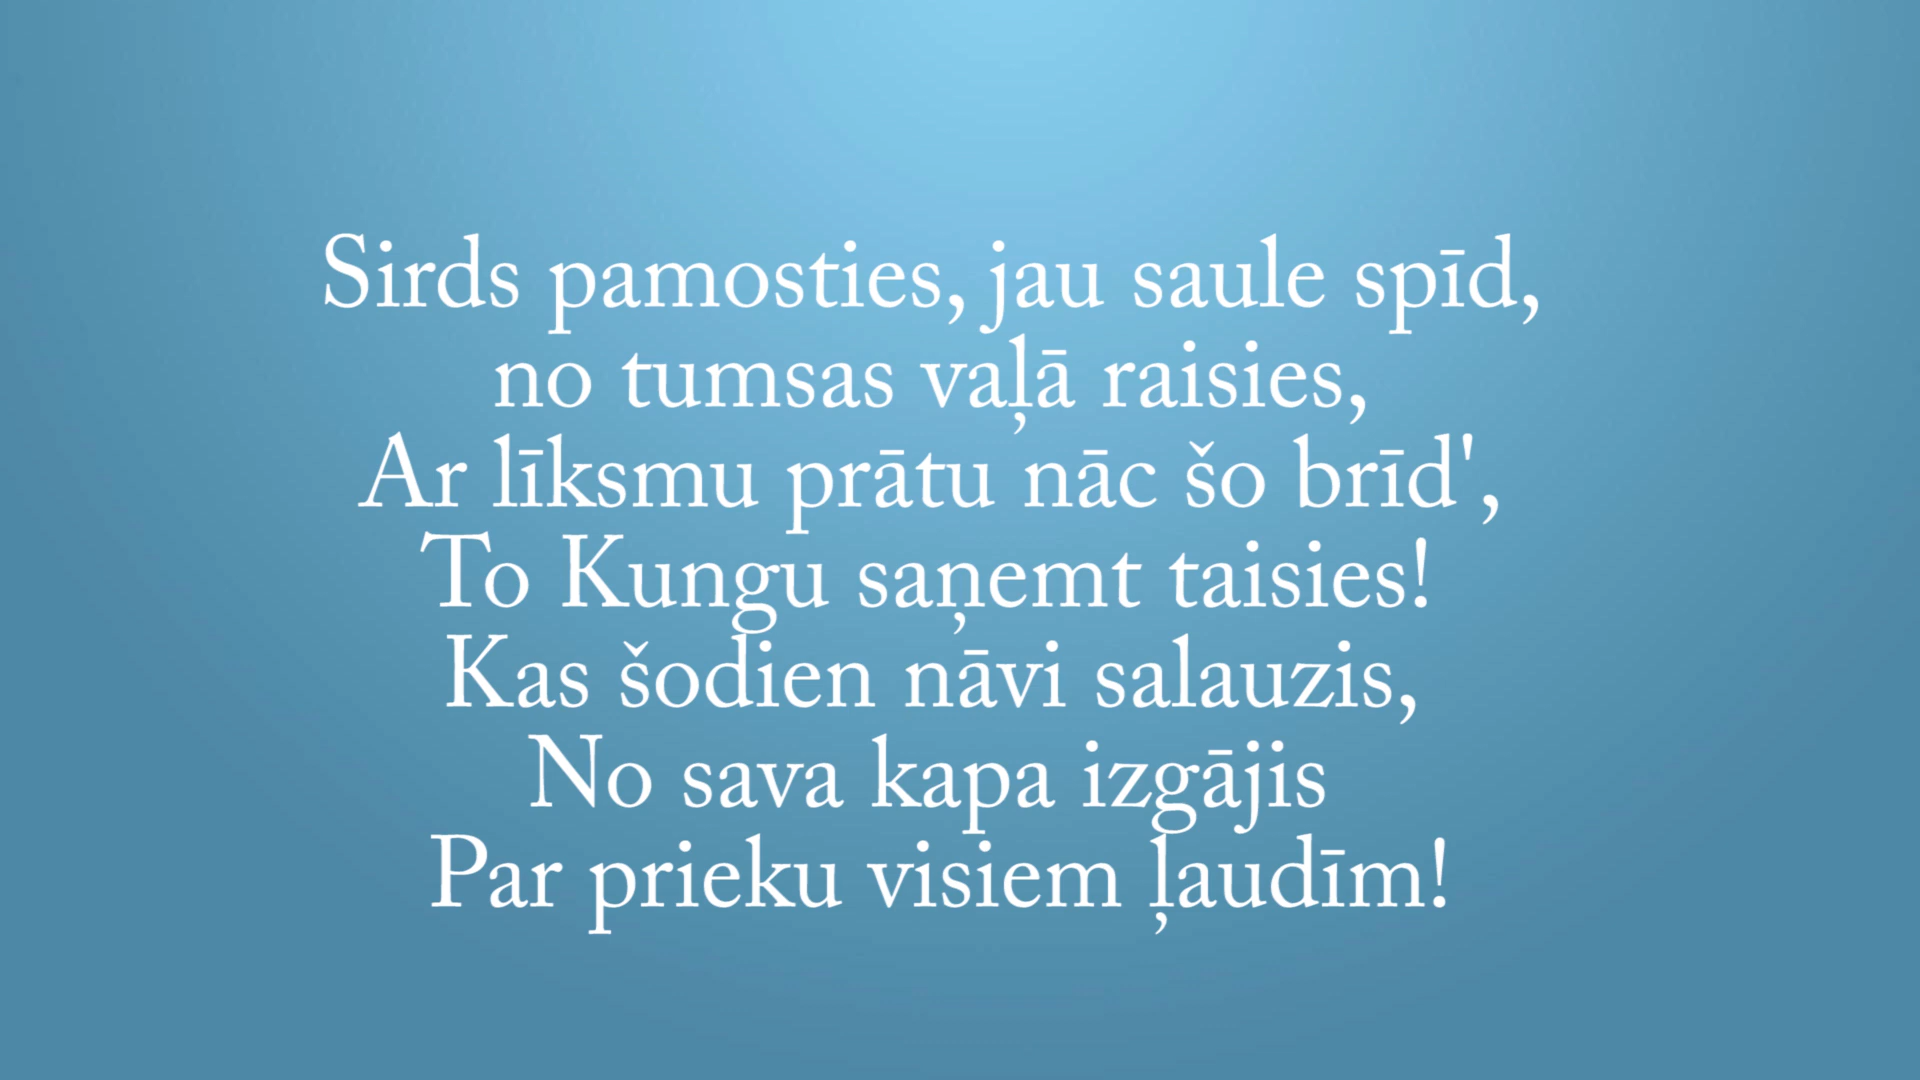 Sirds pamosties, jau saule spīd,
no tumsas vaļā raisies,
Ar līksmu prātu nāc šo brīd',
To Kungu saņemt taisies!
Kas šodien nāvi salauzis,
No sava kapa izgājis
Par prieku visiem ļaudīm!